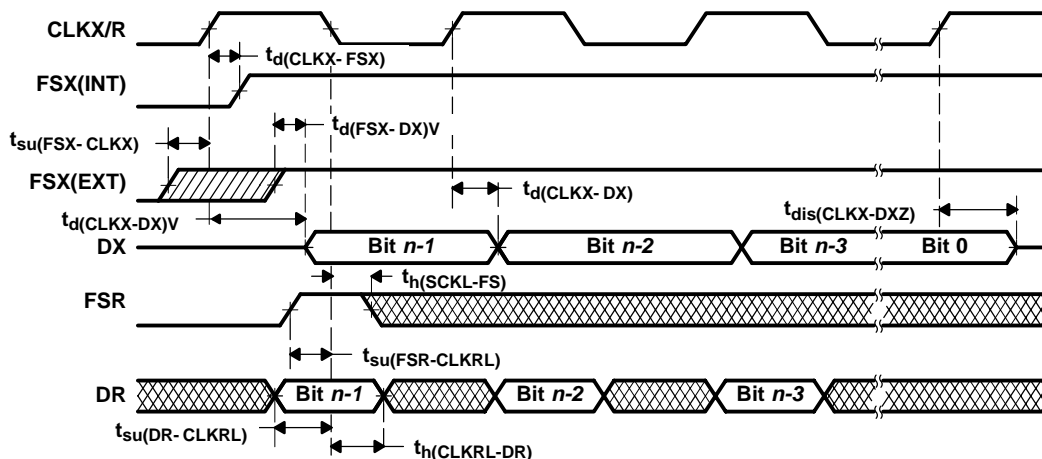 CLKX/R
td(CLKX-FSX)
FSX(INT)
td(FSX-DX)V
tsu(FSX-CLKX)
FSX(EXT)
td(CLKX-DX)
td(CLKX-DX)V
tdis(CLKX-DXZ)
DX Bit n-1 Bit n-2 Bit n-3 Bit 0
th(SCKL-FS)
FSR
tsu(FSR-CLKRL)
DR Bit n-1 Bit n-2 Bit n-3
tsu(DR-CLKRL)
th(CLKRL-DR)